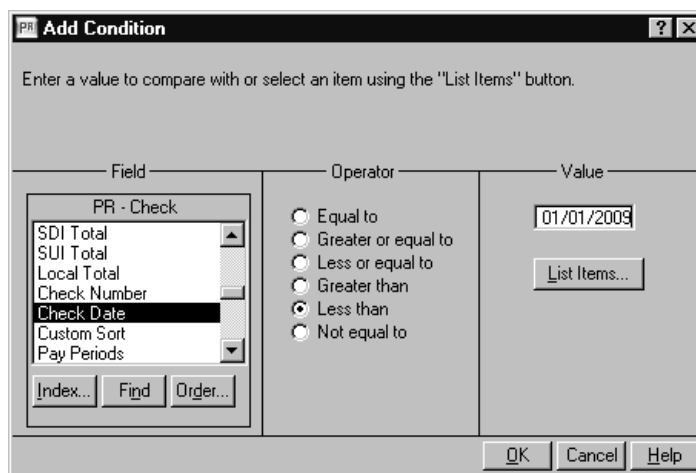 PR Add Condition ? X
Enter a value to compare with or select an item using the "List Items" button.
Field
PR - Check
SDI Total
SUI Total
Local Total
Check Number
Check Date
Custom Sort
Pay Periods
Index... Find Order...
Operator
Equal to
Greater or equal to
Less or equal to
Greater than
Less than
Not equal to
Value
01/01/2009
List Items...
OK Cancel Help